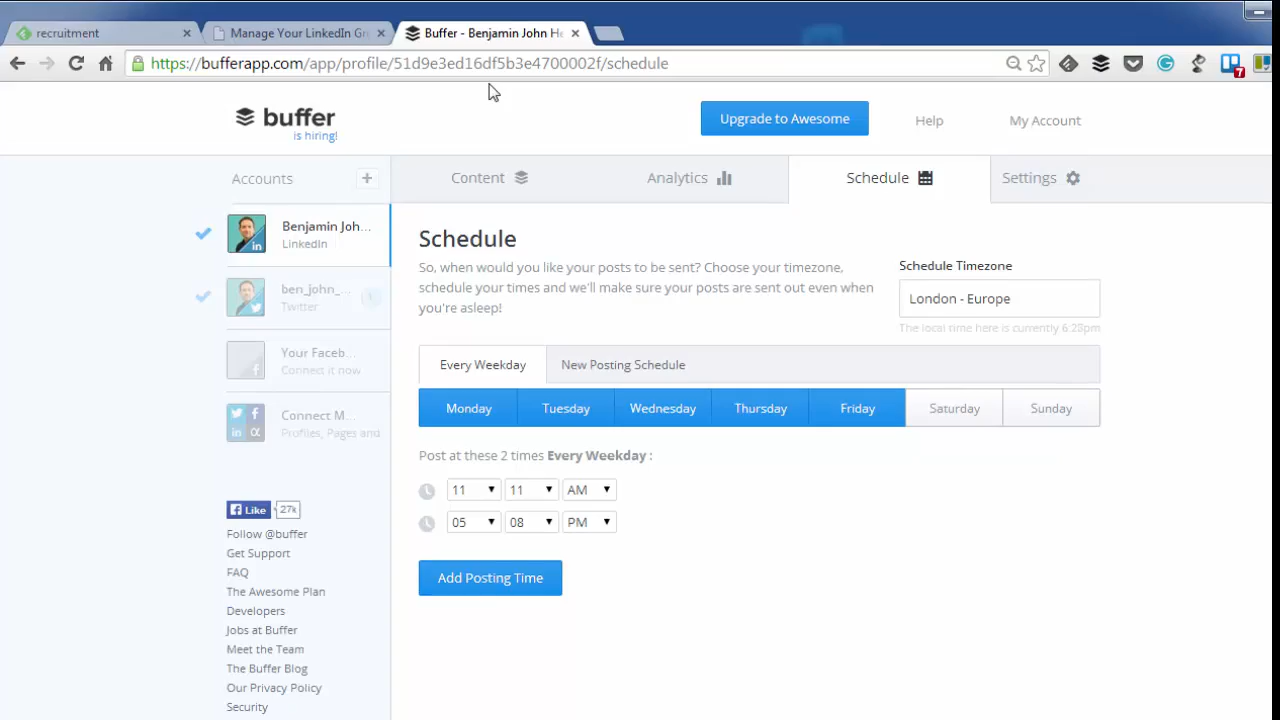 recruitment
Manage Your LinkedIn Gr
Buffer - Benjamin John He
https://bufferapp.com/app/profile/51d9e3ed16df5b3e4700002f/schedule
7
buffer
is hiring!
Upgrade to Awesome
Help
My Account
Accounts
+
Content
Analytics
Schedule
Settings
Benjamin Joh...
LinkedIn
in
ben_john_...
Twitter
Your Faceb...
Connect it now
Connect M...
Profiles, Pages and
in
Schedule
So, when would you like your posts to be sent? Choose your timezone,
schedule your times and we'll make sure your posts are sent out even when
you're asleep!
Schedule Timezone
London - Europe
The local time here is currently 6:23pm
Every Weekday
New Posting Schedule
Monday
Tuesday
Wednesday
Thursday
Friday
Saturday
Sunday
Post at these 2 times Every Weekday :
11 11 AM
05 08 PM
Add Posting Time
Like 27k
Follow @buffer
Get Support
FAQ
The Awesome Plan
Developers
Jobs at Buffer
Meet the Team
The Buffer Blog
Our Privacy Policy
Security